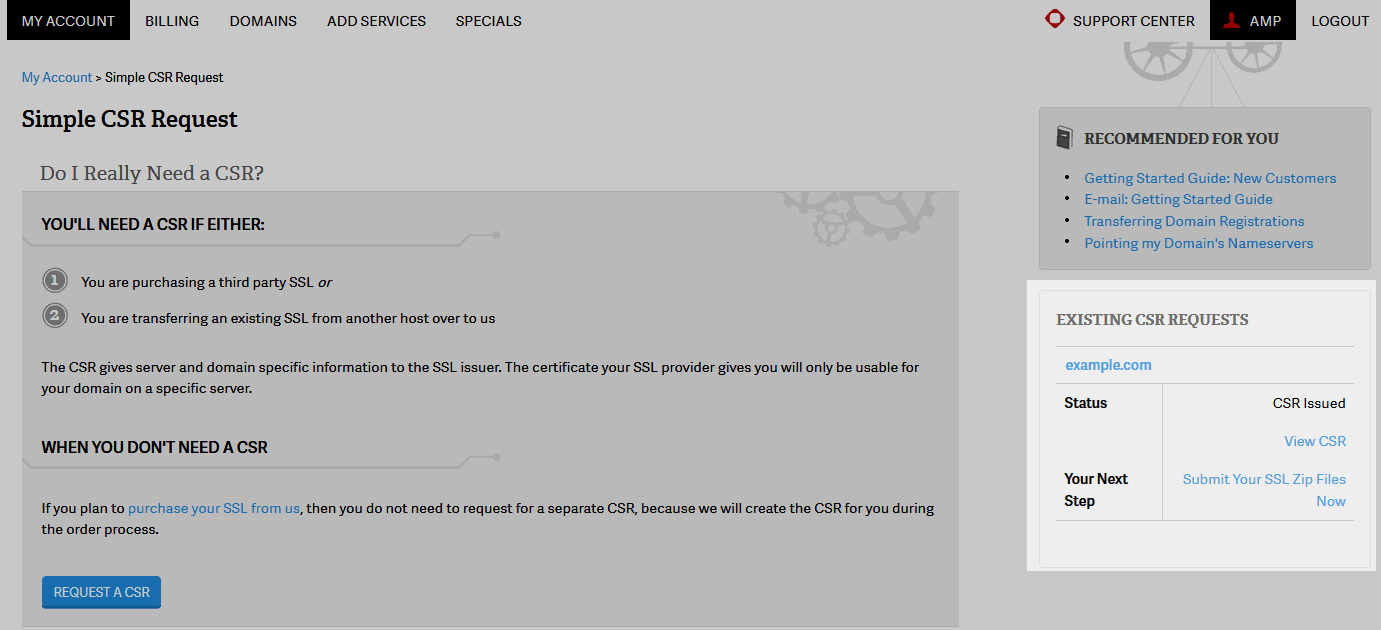 MY ACCOUNT BILLING DOMAINS ADD SERVICES SPECIALS SUPPORT CENTER AMP LOGOUT
My Account > Simple CSR Request
Simple CSR Request
Do I Really Need a CSR?
YOU'LL NEED A CSR IF EITHER:
1 You are purchasing a third party SSL or
2 You are transferring an existing SSL from another host over to us
The CSR gives server and domain specific information to the SSL issuer. The certificate your SSL provider gives you will only be usable for
your domain on a specific server.
WHEN YOU DON'T NEED A CSR
If you plan to purchase your SSL from us, then you do not need to request for a separate CSR, because we will create the CSR for you during
the order process.
REQUEST A CSR
RECOMMENDED FOR YOU
Getting Started Guide: New Customers
E-mail: Getting Started Guide
Transferring Domain Registrations
Pointing my Domain's Nameservers
EXISTING CSR REQUESTS
example.com
Status CSR Issued
View CSR
Your Next Submit Your SSL Zip Files
Step Now